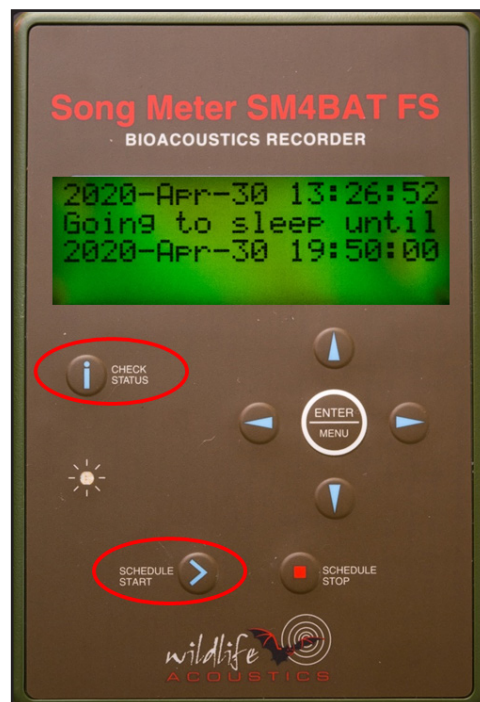 Song Meter SM4BAT FS
BIOACOUSTICS RECORDER
2020-Apr-30 13:26:52
Going to sleep until
2020-Apr-30 19:50:00
i
CHECK
STATUS
ENTER
MENU
SCHEDULE
START
SCHEDULE
STOP
wildlife
ACOUSTICS